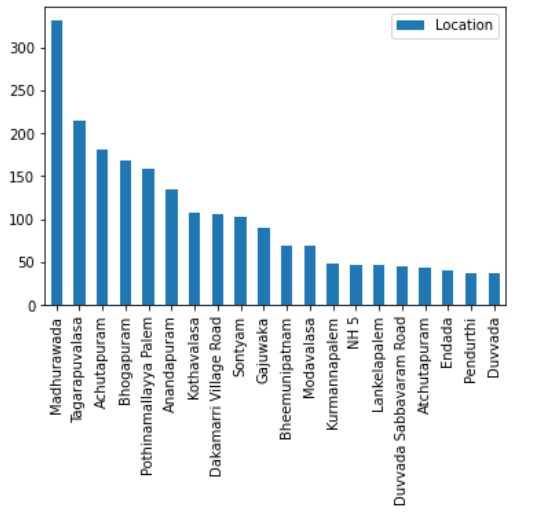 Location
300
250
200
150
100
50
0
Madhurawada
Tagarapuvalasa
Achutapuram
Bhogapuram
Pothinamallayya Palem
Anandapuram
Kothavalasa
Dakamarri Village Road
Sontyam
Gajuwaka
Bheemunipatnam
Modavalasa
Kurmannapalem
NH 5
Lankelapalem
Duvvada Sabbavaram Road
Atchutapuram
Endada
Pendurthi
Duvvada